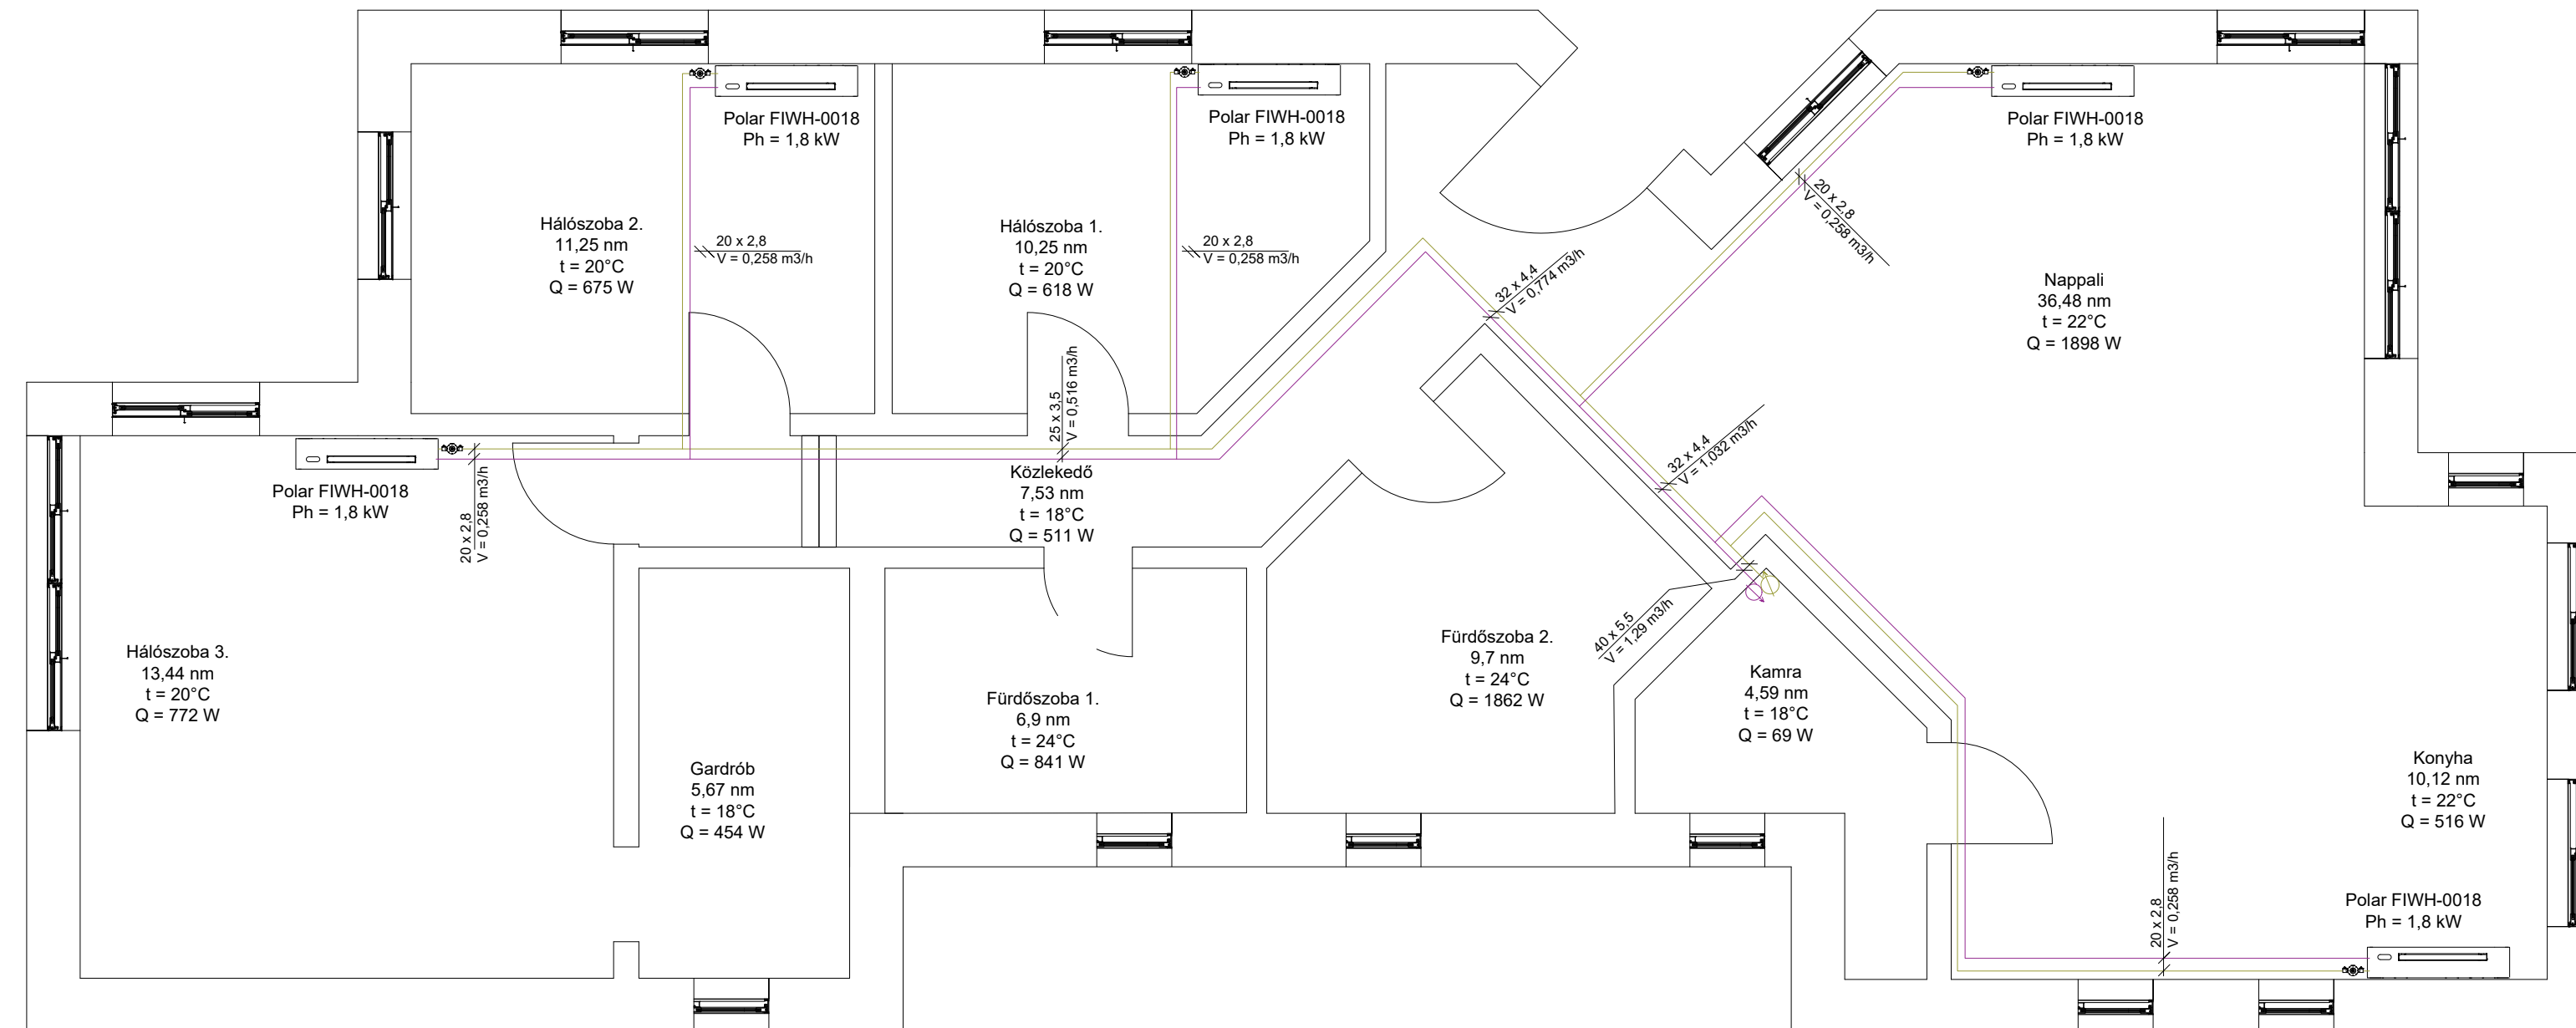 Polar FIWH-0018
Ph = 1,8 kW
Polar FIWH-0018
Ph = 1,8 kW
Polar FIWH-0018
Ph = 1,8 kW
20 x 2,8
V = 0,258 m3/h
Hálószoba 2.
11,25 nm
t = 20°C
Q = 675 W
20 x 2,8
V = 0,258 m3/h
Hálószoba 1.
10,25 nm
t = 20°C
Q = 618 W
20 x 2,8
V = 0,258 m3/h
32 x 4,4
V = 0,774 m3/h
Nappali
36,48 nm
t = 22°C
Q = 1898 W
25 x 3,5
V = 0,516 m3/h
Polar FIWH-0018
Ph = 1,8 kW
20 x 2,8
V = 0,258 m3/h
Közlekedő
7,53 nm
t = 18°C
Q = 511 W
32 x 4,4
V = 1,032 m3/h
40 x 5,5
V = 1,29 m3/h
Hálószoba 3.
13,44 nm
t = 20°C
Q = 772 W
Fürdőszoba 2.
9,7 nm
t = 24°C
Q = 1862 W
Kamra
4,59 nm
t = 18°C
Q = 69 W
Fürdőszoba 1.
6,9 nm
t = 24°C
Q = 841 W
Gardrób
5,67 nm
t = 18°C
Q = 454 W
Konyha
10,12 nm
t = 22°C
Q = 516 W
20 x 2,8
V = 0,258 m3/h
Polar FIWH-0018
Ph = 1,8 kW